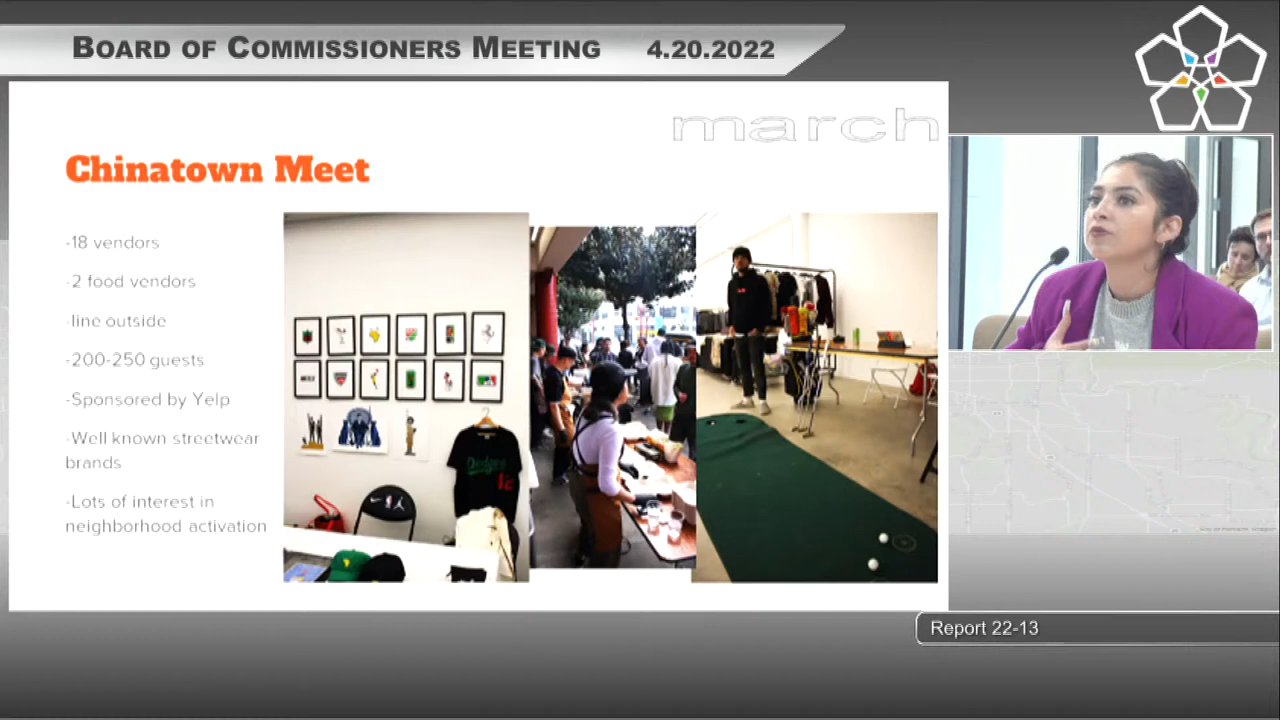 BOARD OF COMMISSIONERS MEETING 4.20.2022
march
Chinatown Meet
-18 vendors
-2 food vendors
-line outside
-200-250 guests
-Sponsored by Yelp
-Well known streetwear
brands
-Lots of interest in
neighborhood activation
Report 22-13